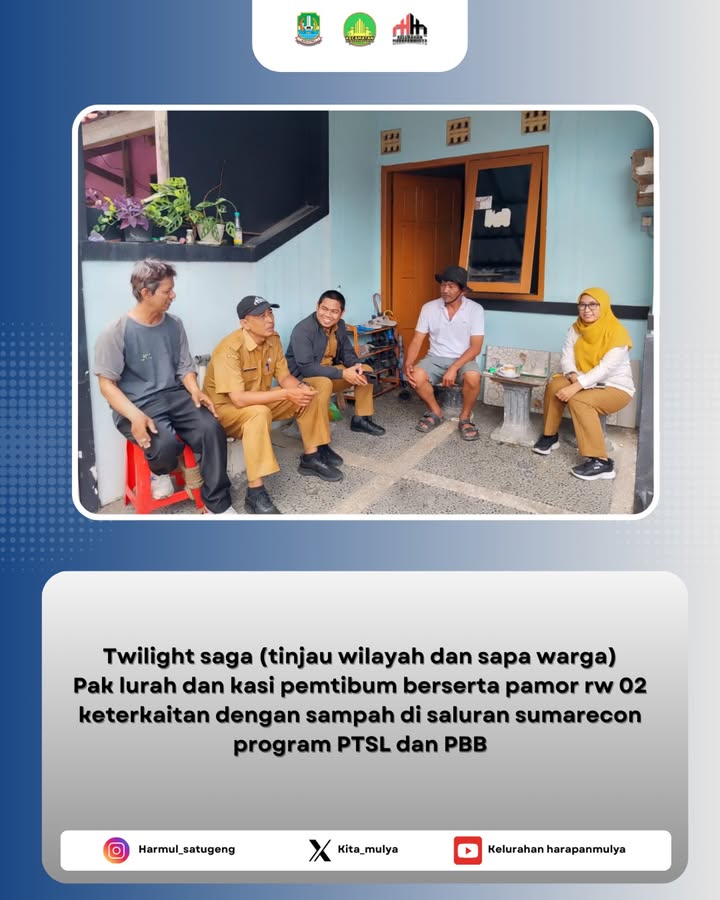 Twilight saga (tinjau wilayah dan sapa warga)
Pak lurah dan kasi pemtibum berserta pamor rw 02
keterkaitan dengan sampah di saluran sumarecon
program PTSL dan PBB
Harmul_satugeng
Kita_mulya
Kelurahan harapanmulya